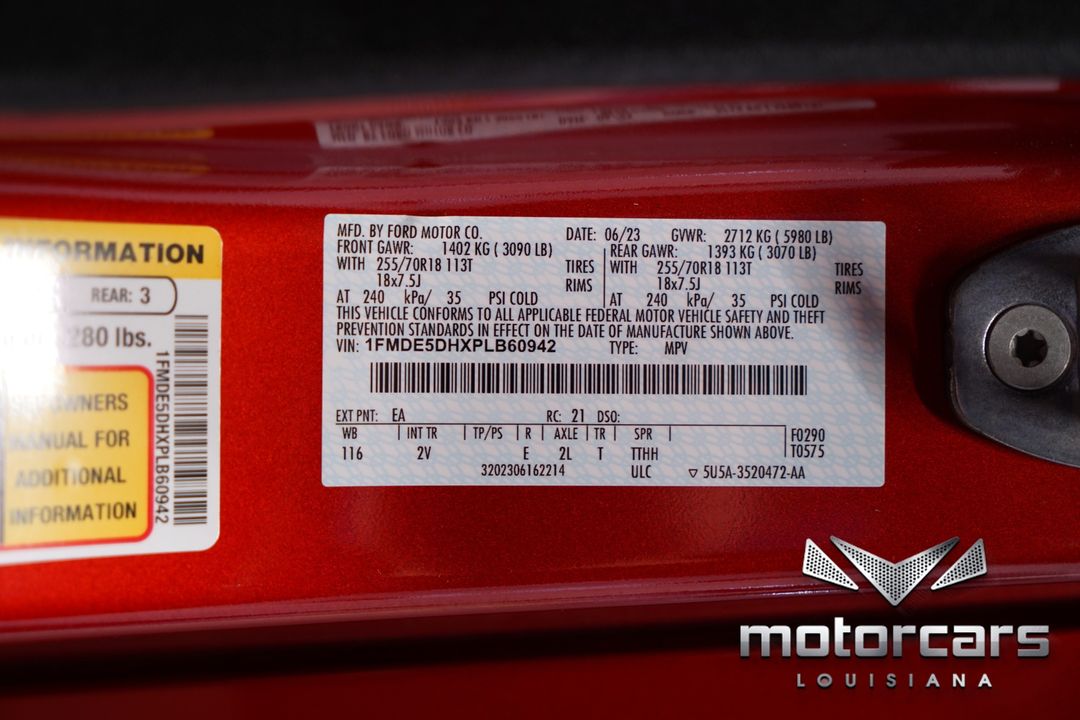 INFORMATION
REAR: 3
280 lbs.
OWNERS
MANUAL FOR
ADDITIONAL
INFORMATION
1FMDE5DHXPLB60942
MFD. BY FORD MOTOR CO.
DATE: 06/23 GVWR: 2712 KG ( 5980 LB)
FRONT GAWR: 1402 KG ( 3090 LB)
WITH 255/70R18 113T TIRES
18x7.5J RIMS
AT 240 kPa/ 35 PSI COLD
REAR GAWR: 1393 KG ( 3070 LB)
WITH 255/70R18 113T TIRES
18x7.5J RIMS
AT 240 kPa/ 35 PSI COLD
THIS VEHICLE CONFORMS TO ALL APPLICABLE FEDERAL MOTOR VEHICLE SAFETY AND THEFT
PREVENTION STANDARDS IN EFFECT ON THE DATE OF MANUFACTURE SHOWN ABOVE.
VIN: 1FMDE5DHXPLB60942 TYPE: MPV
EXT PNT: EA RC: 21 DSO:
WB INT TR TP/PS R AXLE TR SPR F0290
116 2V E 2L T TTHH T0575
3202306162214 ULC ▽ 5U5A-3520472-AA
motorcars
LOUISIANA